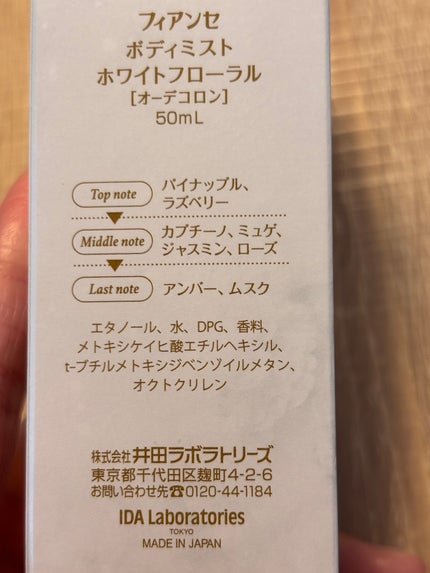 フィアンセ
ボディミスト
ホワイトフローラル
[オーデコロン]
50mL
Top note パイナップル、
ラズベリー
Middle note カプチーノ、ミュゲ、
ジャスミン、ローズ
Last note アンバー、ムスク
エタノール、水、DPG、香料、
メトキシケイヒ酸エチルヘキシル、
t-ブチルメトキシジベンゾイルメタン、
オクトクリレン
株式会社 井田ラボラトリーズ
東京都千代田区麹町4-2-6
お問い合わせ先☎0120-44-1184
IDA Laboratories
TOKYO
MADE IN JAPAN